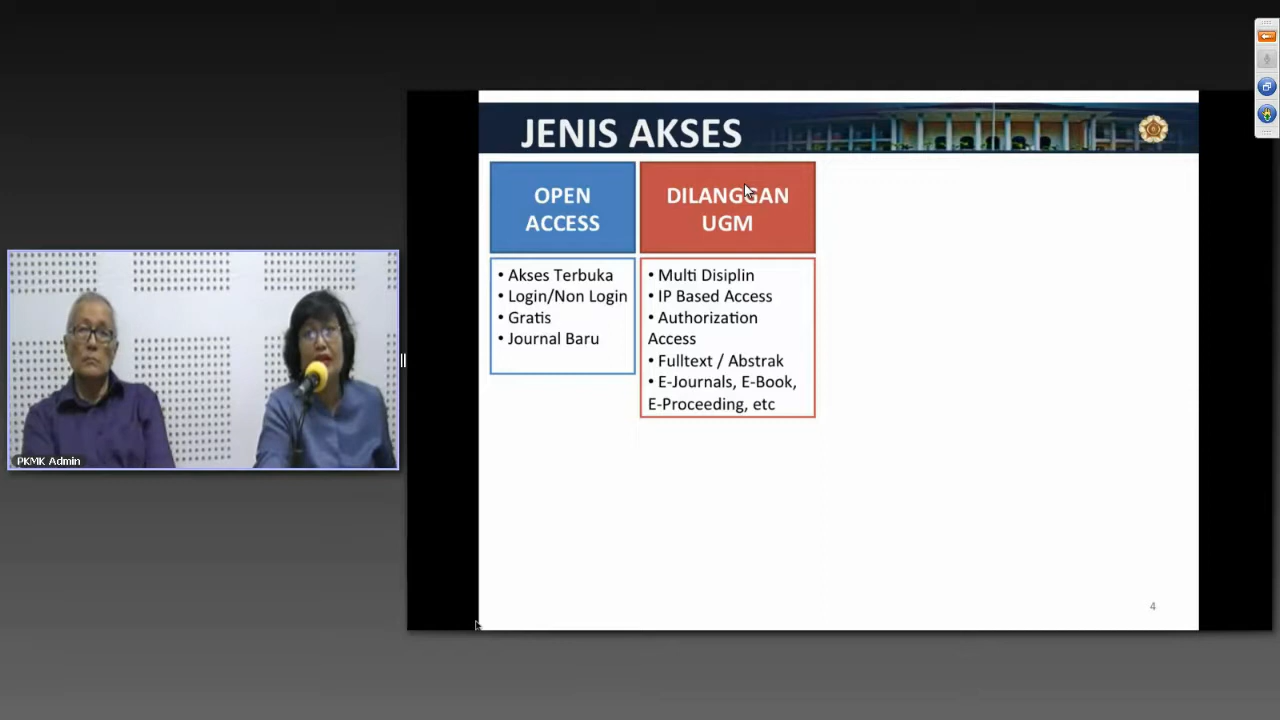 JENIS AKSES
OPEN
ACCESS
• Akses Terbuka
• Login/Non Login
• Gratis
• Journal Baru
DILANGGAN
UGM
• Multi Disiplin
• IP Based Access
• Authorization
Access
• Fulltext / Abstrak
• E-Journals, E-Book,
E-Proceeding, etc
PKMK Admin
4